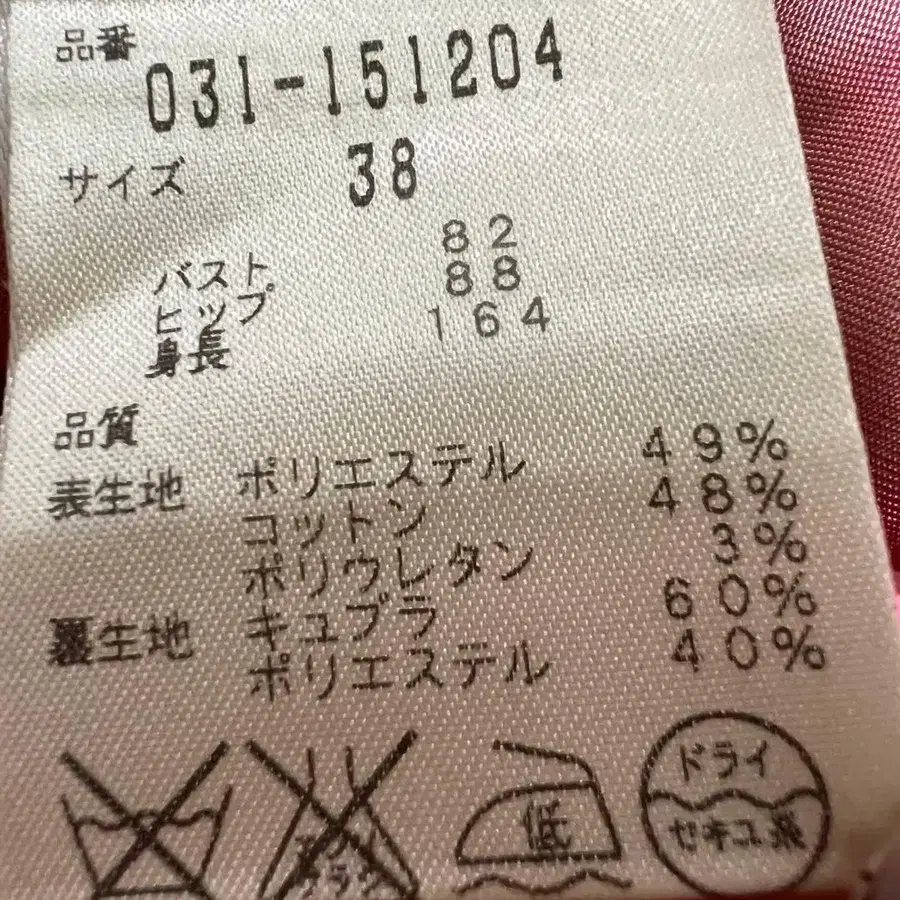 品番 031-151204
サイズ 38
バスト 82
ヒップ 88
身長 164
品質
表生地 ポリエステル 49%
コットン 48%
ポリウレタン 3%
裏生地 キュプラ 60%
ポリエステル 40%
低
ドライ
セキユ系